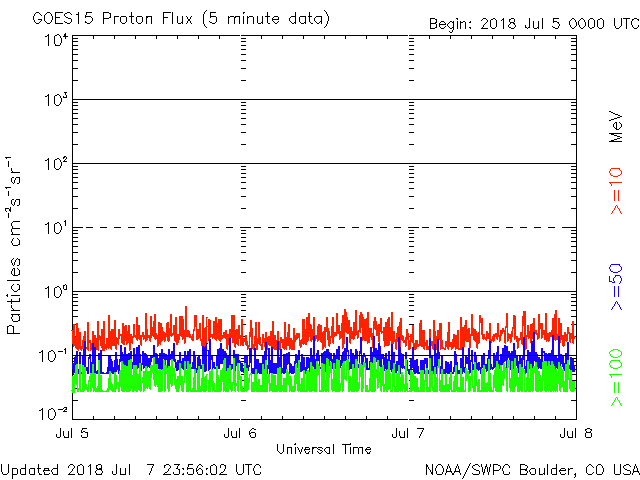 GOES15 Proton Flux (5 minute data)
Begin: 2018 Jul 5 0000 UTC
10⁴
10³
10²
10¹
10⁰
10⁻¹
10⁻²
Particles cm⁻²s⁻¹sr⁻¹
Jul 5
Jul 6
Jul 7
Jul 8
Universal Time
MeV
>=10
>=50
>=100
Updated 2018 Jul 7 23:56:02 UTC
NOAA/SWPC Boulder, CO USA